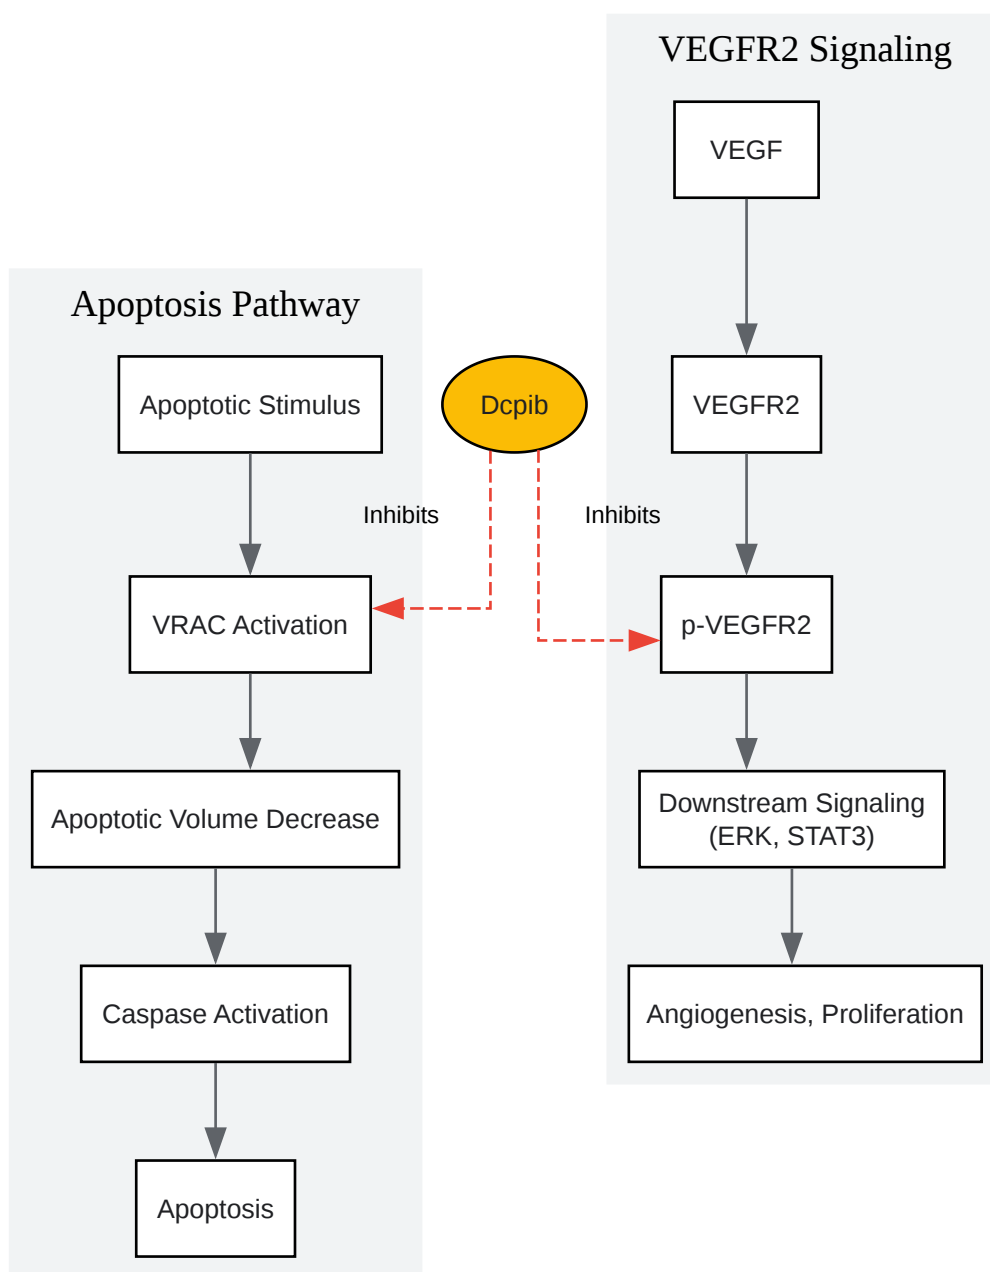 VEGFR2 Signaling
VEGF
Apoptosis Pathway
Apoptotic Stimulus
Dcpib
VEGFR2
Inhibits
Inhibits
VRAC Activation
p-VEGFR2
Apoptotic Volume Decrease
Downstream Signaling
(ERK, STAT3)
Caspase Activation
Angiogenesis, Proliferation
Apoptosis